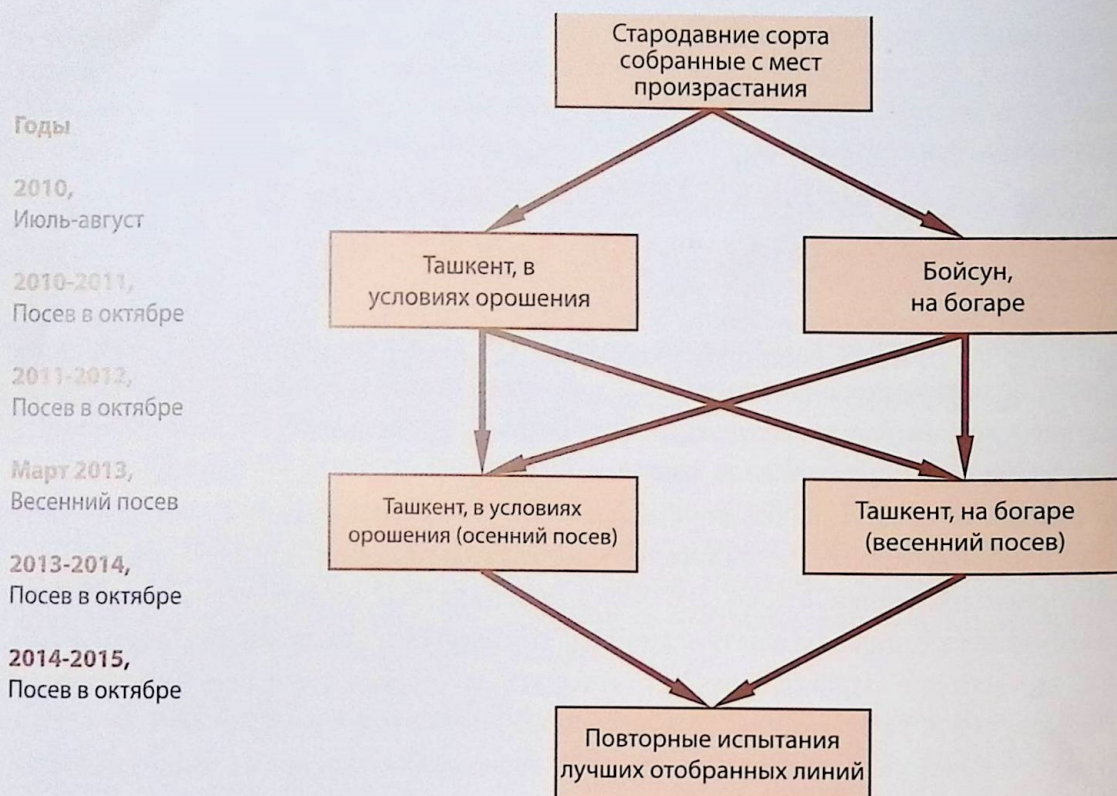 Стародавние сорта
собранные с мест
произрастания
Годы
2010,
Июль-август
2010-2011,
Посев в октябре
2011-2012,
Посев в октябре
Март 2013,
Весенний посев
2013-2014,
Посев в октябре
2014-2015,
Посев в октябре
Ташкент, в
условиях орошения
Бойсун,
на богаре
Ташкент, в условиях
орошения (осенний посев)
Ташкент, на богаре
(весенний посев)
Повторные испытания
лучших отобранных линий